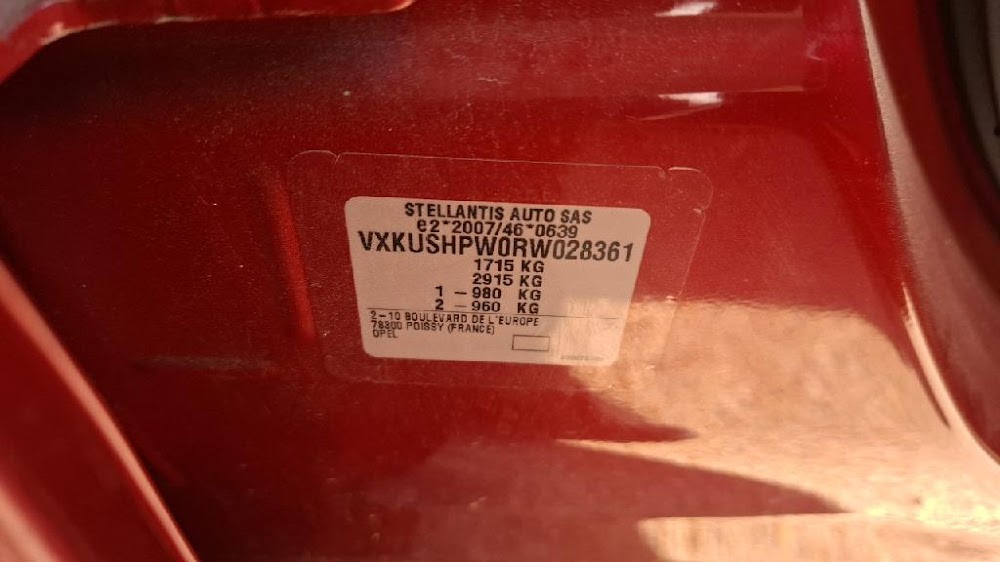 STELLANTIS AUTO SAS
e2*2007/46*0639
VXKUSHPW0RW028361
1715 KG
2915 KG
1 - 980 KG
2 - 960 KG
2-10 BOULEVARD DE L'EUROPE
78300 POISSY (FRANCE)
OPEL